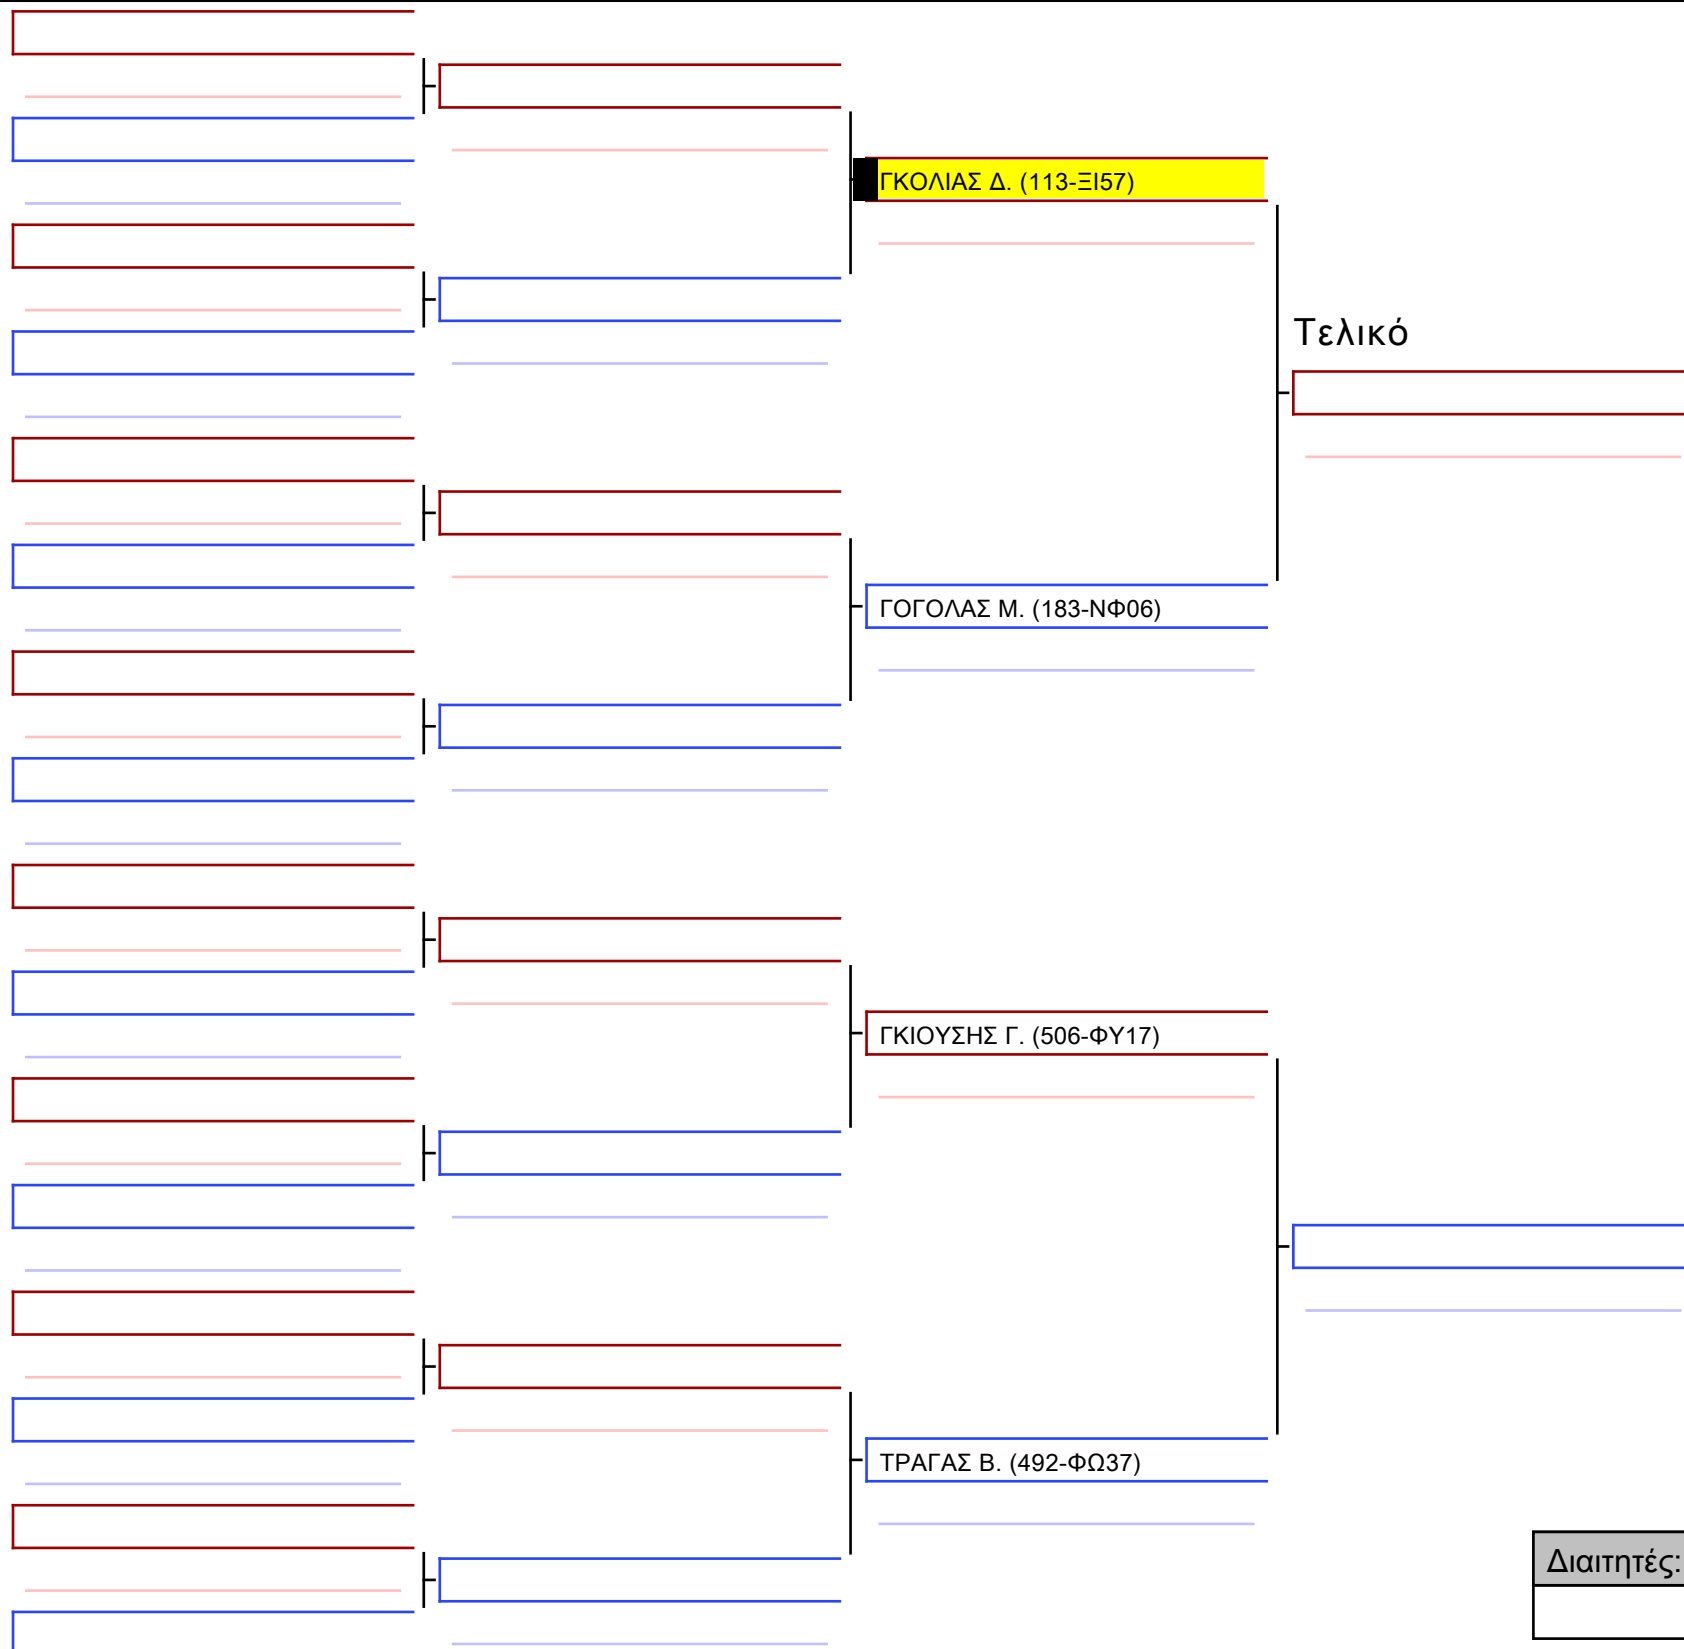 ΓΚΟΛΙΑΣ Δ. (113-ΞΙ57)
Τελικό
ΓΟΓΟΛΑΣ Μ. (183-ΝΦ06)
ΓΚΙΟΥΣΗΣ Γ. (506-ΦΥ17)
ΤΡΑΓΑΣ Β. (492-ΦΩ37)
Διαιτητές: